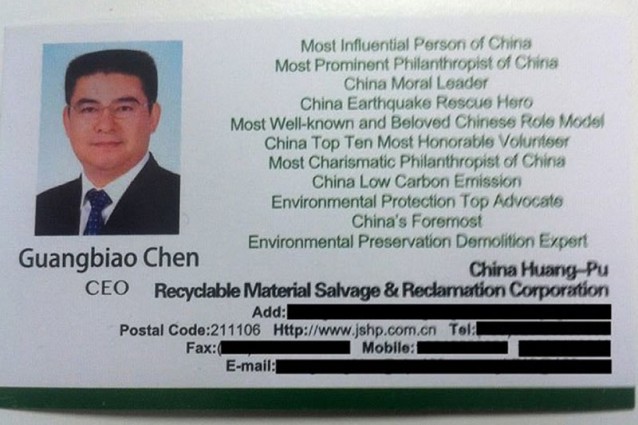 Most Influential Person of China
Most Prominent Philanthropist of China
China Moral Leader
China Earthquake Rescue Hero
Most Well-known and Beloved Chinese Role Model
China Top Ten Most Honorable Volunteer
Most Charismatic Philanthropist of China
China Low Carbon Emission
Environmental Protection Top Advocate
China's Foremost
Environmental Preservation Demolition Expert
Guangbiao Chen
CEO
China Huang-Pu
Recyclable Material Salvage & Reclamation Corporation
Add:
Postal Code:211106 Http://www.jshp.com.cn Tel:
Fax:( Mobile:
E-mail: